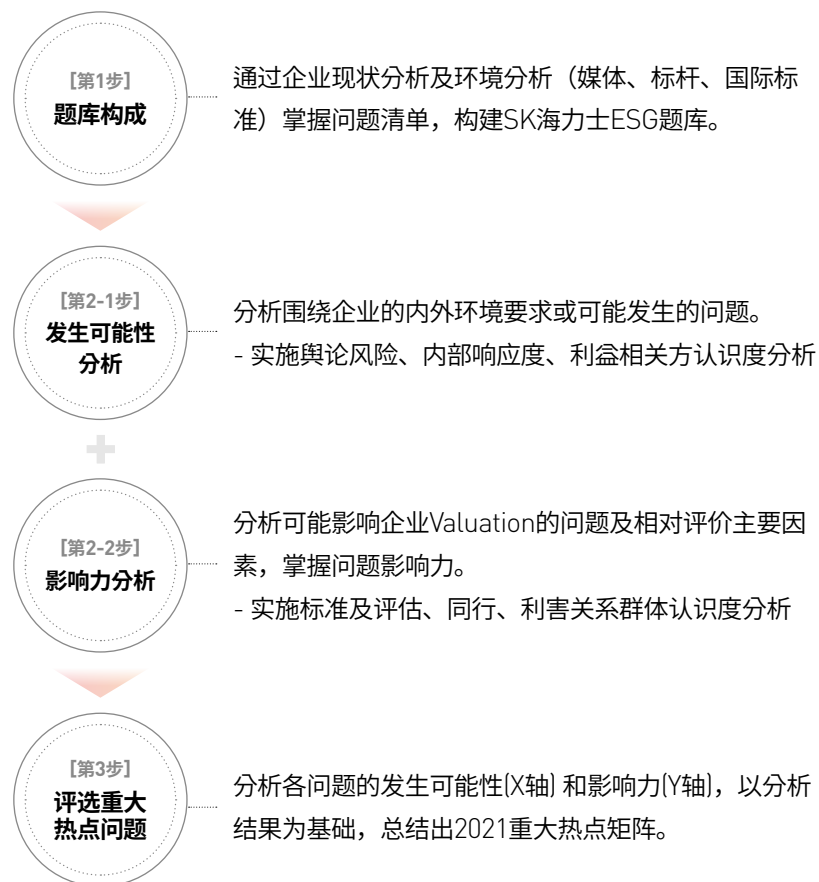 [第1步]
题库构成
通过企业现状分析及环境分析（媒体、标杆、国际标
准）掌握问题清单，构建SK海力士ESG题库。
[第2-1步]
发生可能性
分析
分析围绕企业的内外环境要求或可能发生的问题。
- 实施舆论风险、内部响应度、利益相关方认识度分析
[第2-2步]
影响力分析
分析可能影响企业Valuation的问题及相对评价主要因
素，掌握问题影响力。
- 实施标准及评估、同行、利害关系群体认识度分析
[第3步]
评选重大
热点问题
分析各问题的发生可能性(X轴) 和影响力(Y轴)，以分析
结果为基础，总结出2021重大热点矩阵。